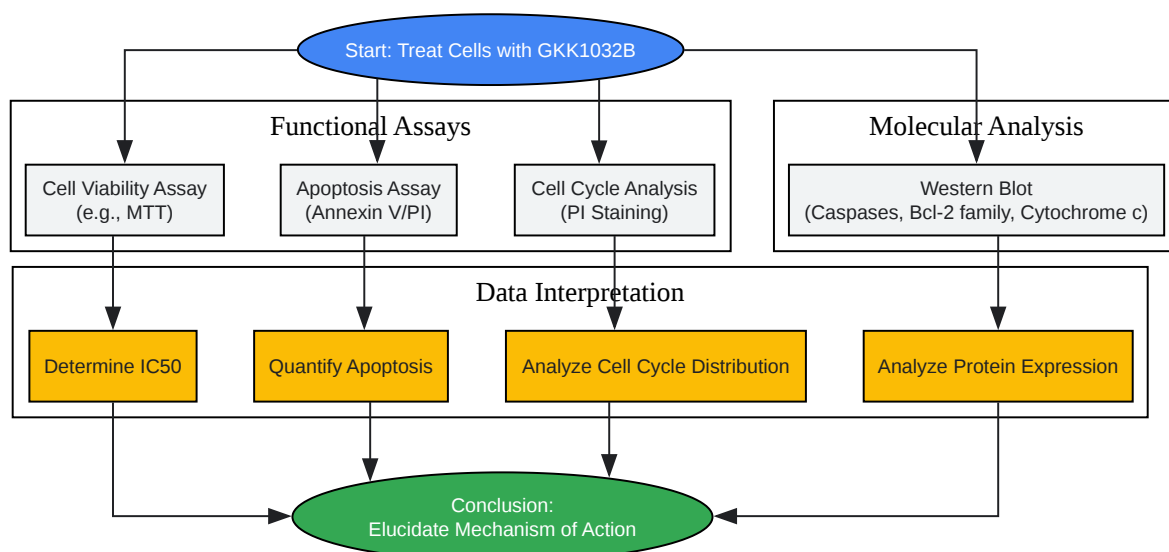 Start: Treat Cells with GKK1032B
Functional Assays
Molecular Analysis
Cell Viability Assay
(e.g., MTT)
Apoptosis Assay
(Annexin V/PI)
Cell Cycle Analysis
(PI Staining)
Western Blot
(Caspases, Bcl-2 family, Cytochrome c)
Data Interpretation
Determine IC50
Quantify Apoptosis
Analyze Cell Cycle Distribution
Analyze Protein Expression
Conclusion:
Elucidate Mechanism of Action